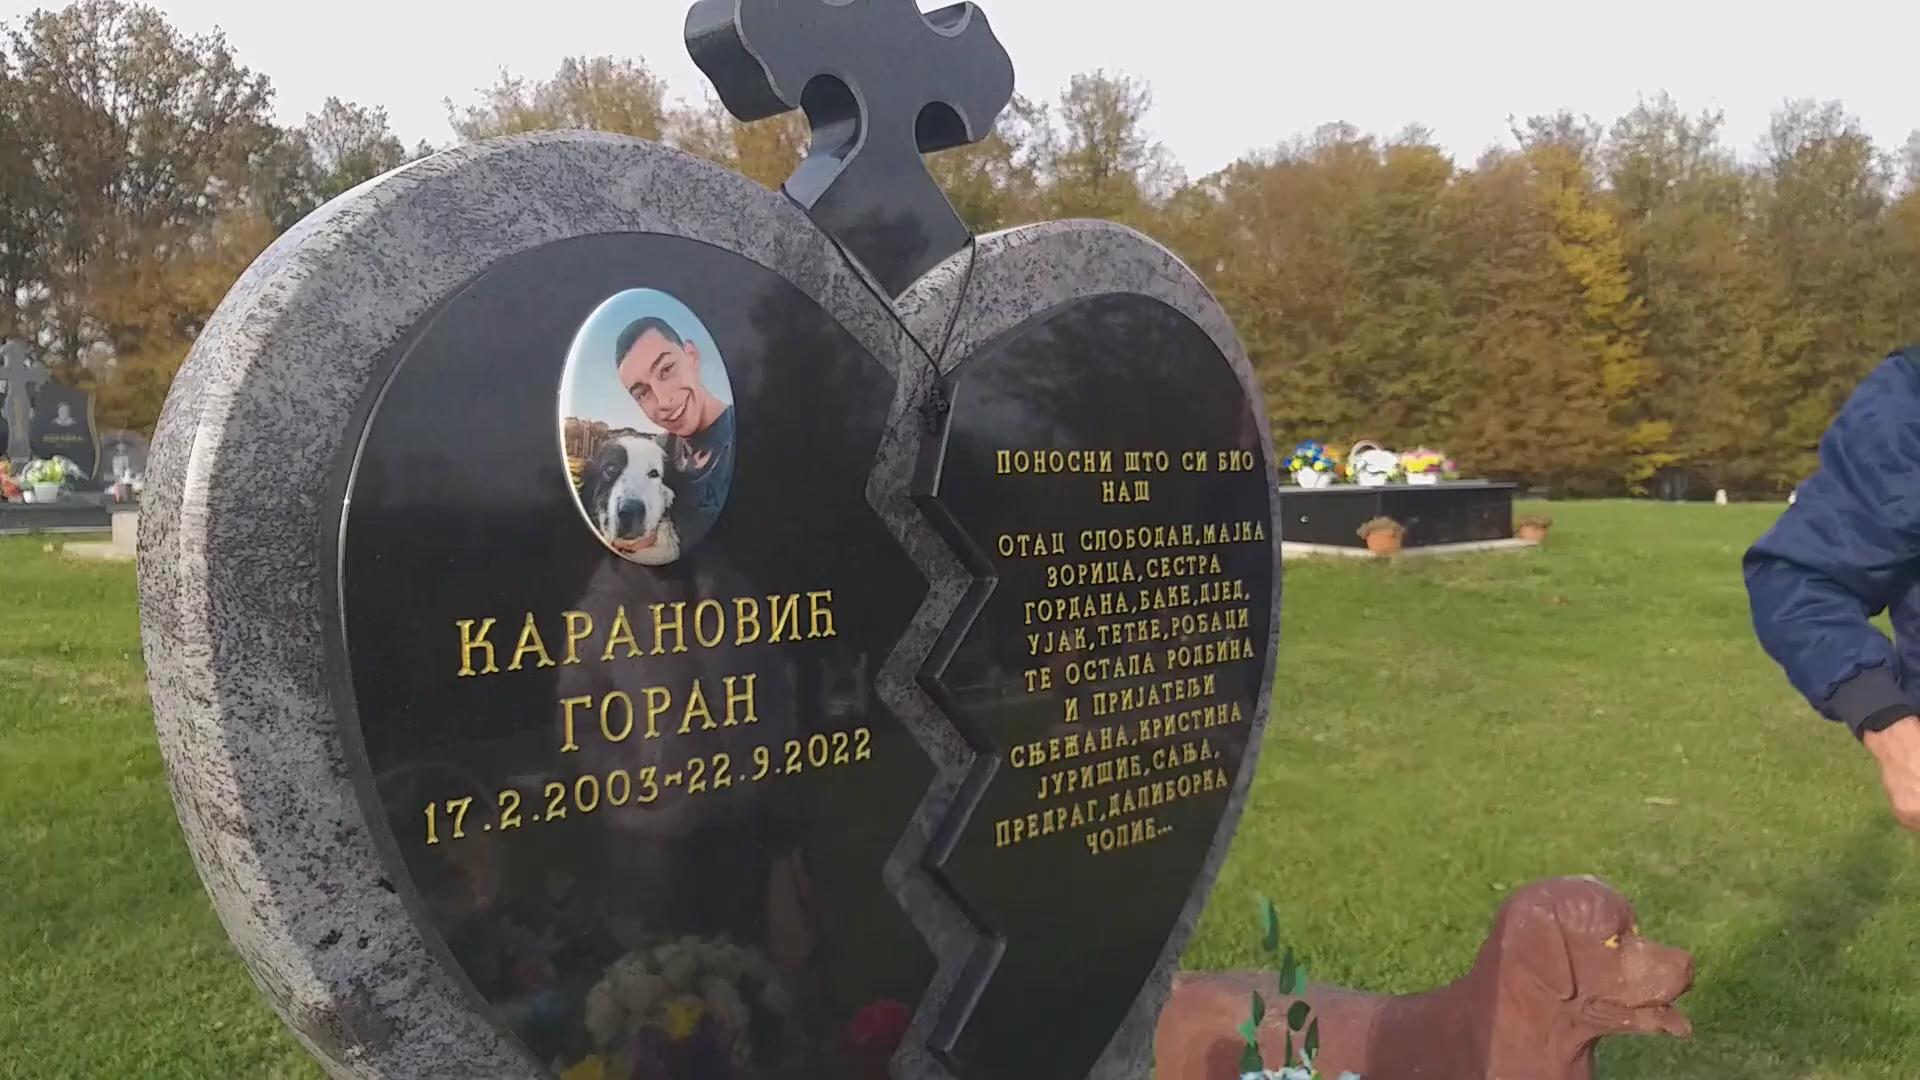 КАРАНОВИЋ
ГОРАН
17.2.2003~22.9.2022
ПОНОСНИ ШТО СИ БИО
НАШ
ОТАЦ СЛОБОДАН,МАЈКА
ЗОРИЦА,СЕСТРА
ГОРДАНА,БАКЕ,ДЈЕД,
УЈАК,ТЕТКЕ,РОЂАЦИ
ТЕ ОСТАЛА РОДБИНА
И ПРИЈАТЕЉИ
СЊЕЖАНА,КРИСТИНА
ЈУРИШИЋ,САЊА,
ПРЕДРАГ,ДАЛИБОРКА
ЧОПИЋ...